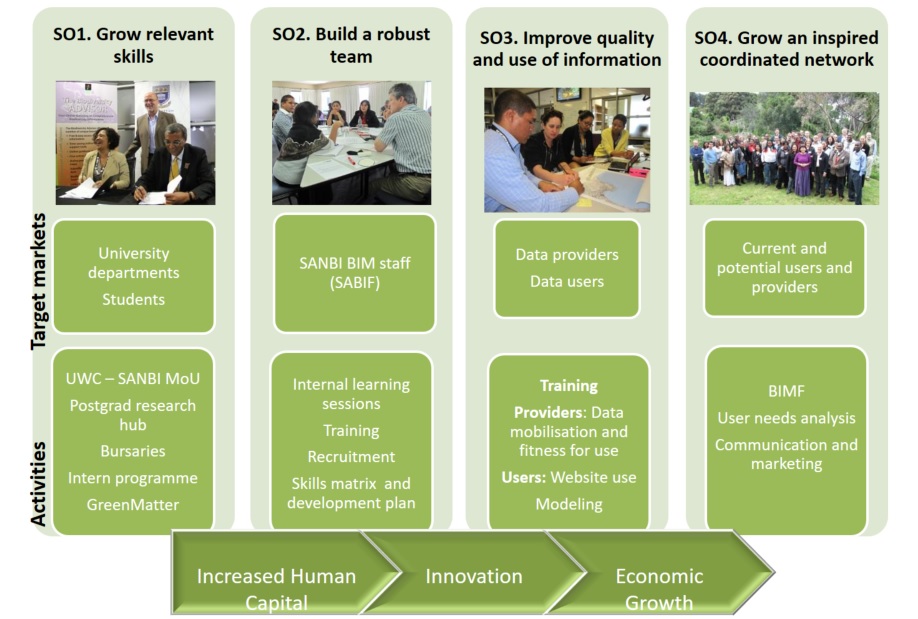 SO1. Grow relevant
skills
SO2. Build a robust
team
SO3. Improve quality
and use of information
SO4. Grow an inspired
coordinated network
Target markets
University
departments
Students
SANBI BIM staff
(SABIF)
Data providers
Data users
Current and
potential users and
providers
Activities
UWC – SANBI MoU
Postgrad research
hub
Bursaries
Intern programme
GreenMatter
Internal learning
sessions
Training
Recruitment
Skills matrix and
development plan
Training
Providers: Data
mobilisation and
fitness for use
Users: Website use
Modeling
BIMF
User needs analysis
Communication and
marketing
Increased Human
Capital
Innovation
Economic
Growth